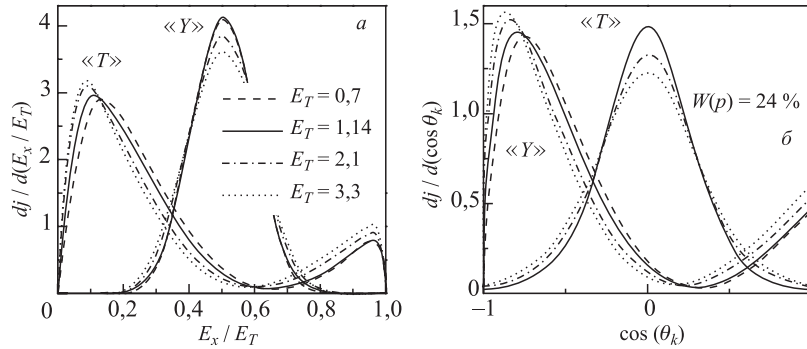 а
«Y»
«T»
E_T = 0,7
E_T = 1,14
E_T = 2,1
E_T = 3,3
dj / d(E_x / E_T)
4
3
2
1
0
0,2
0,4
0,6
0,8
1,0
E_x / E_T
«T»
W(p) = 24 %
б
«Y»
dj / d(cos θ_k)
1,5
1,0
0,5
0
−1
0
cos (θ_k)